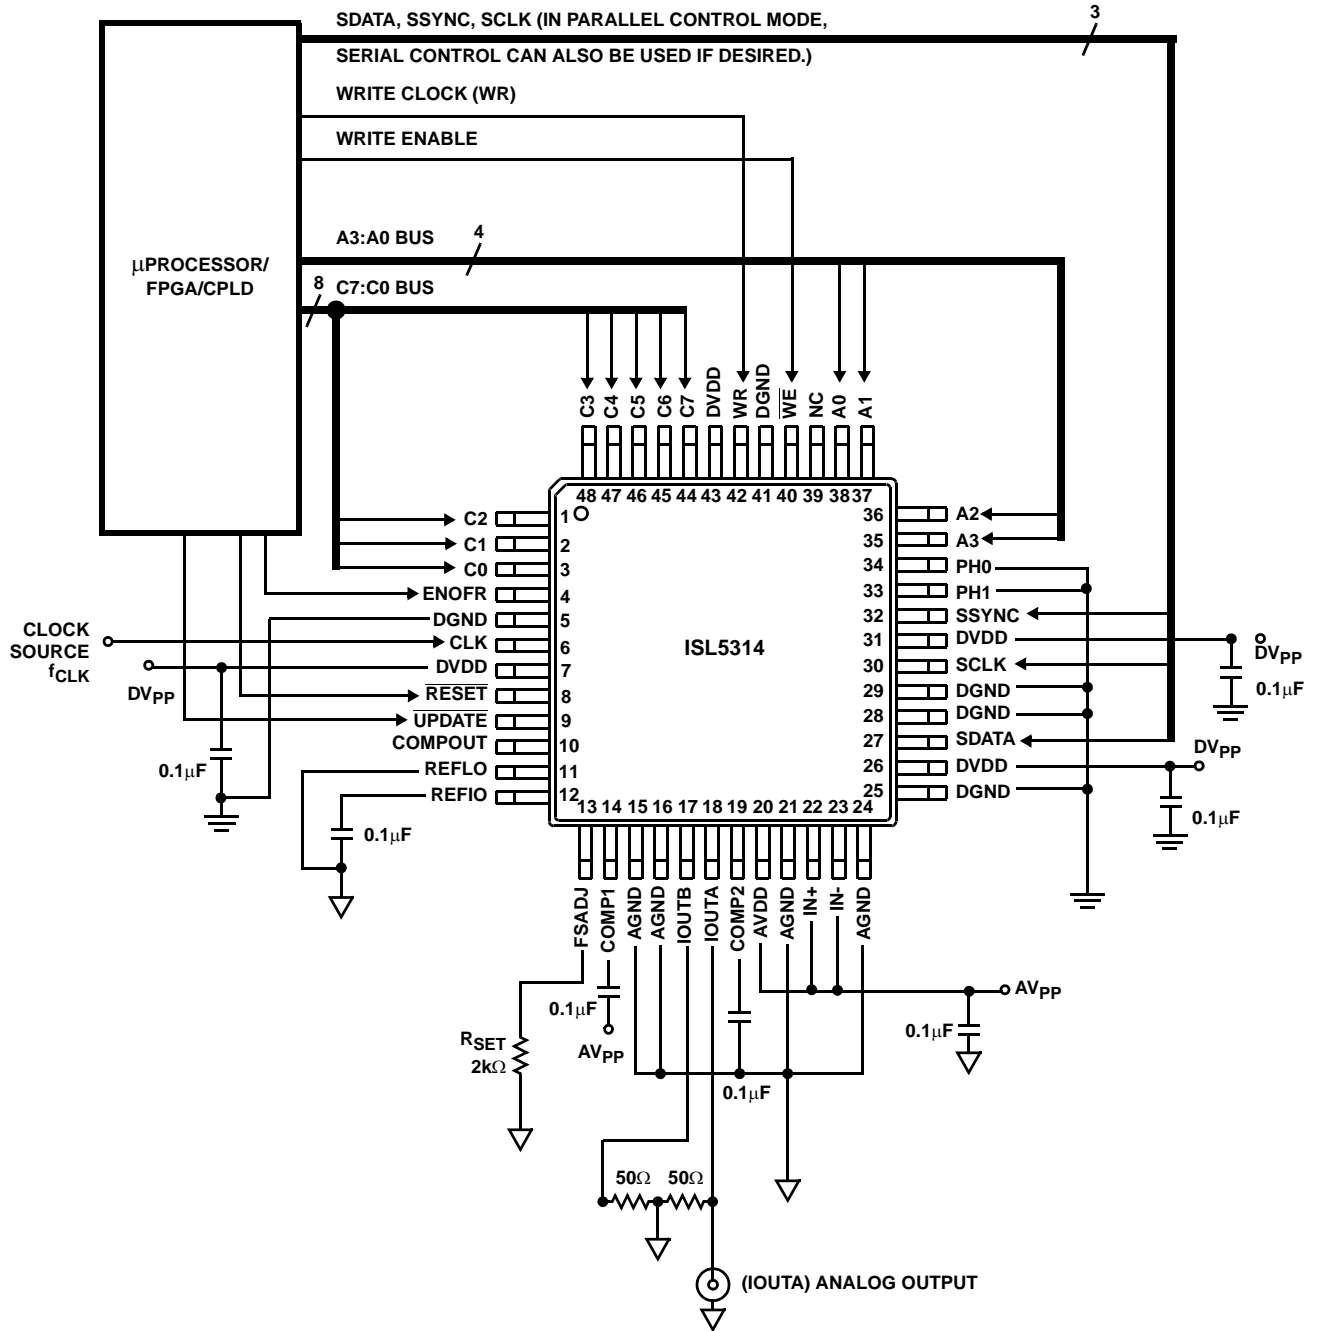 SDATA, SSYNC, SCLK (IN PARALLEL CONTROL MODE,
3
SERIAL CONTROL CAN ALSO BE USED IF DESIRED.)
WRITE CLOCK (WR)
WRITE ENABLE
A3:A0 BUS
4
μPROCESSOR/
FPGA/CPLD
8
C7:C0 BUS
C3
C4
C5
C6
C7
DVDD
WR
DGND
WE
NC
A0
A1
48 47 46 45 44 43 42 41 40 39 38 37
C2 1
C1 2
C0 3
ENOFR 4
DGND 5
CLK 6
DVDD 7
RESET 8
UPDATE 9
COMPOUT 10
REFLO 11
REFIO 12
CLOCK
SOURCE
fCLK
DVPP
0.1μF
0.1μF
ISL5314
36 A2
35 A3
34 PH0
33 PH1
32 SSYNC
31 DVDD
30 SCLK
29 DGND
28 DGND
27 SDATA
26 DVDD
25 DGND
DVPP
0.1μF
DVPP
0.1μF
13 14 15 16 17 18 19 20 21 22 23 24
FSADJ
COMP1
AGND
AGND
IOUTB
IOUTA
COMP2
AVDD
AGND
IN+
IN-
AGND
0.1μF
AVPP
RSET
2kΩ
0.1μF
AVPP
0.1μF
50Ω
50Ω
(IOUTA) ANALOG OUTPUT